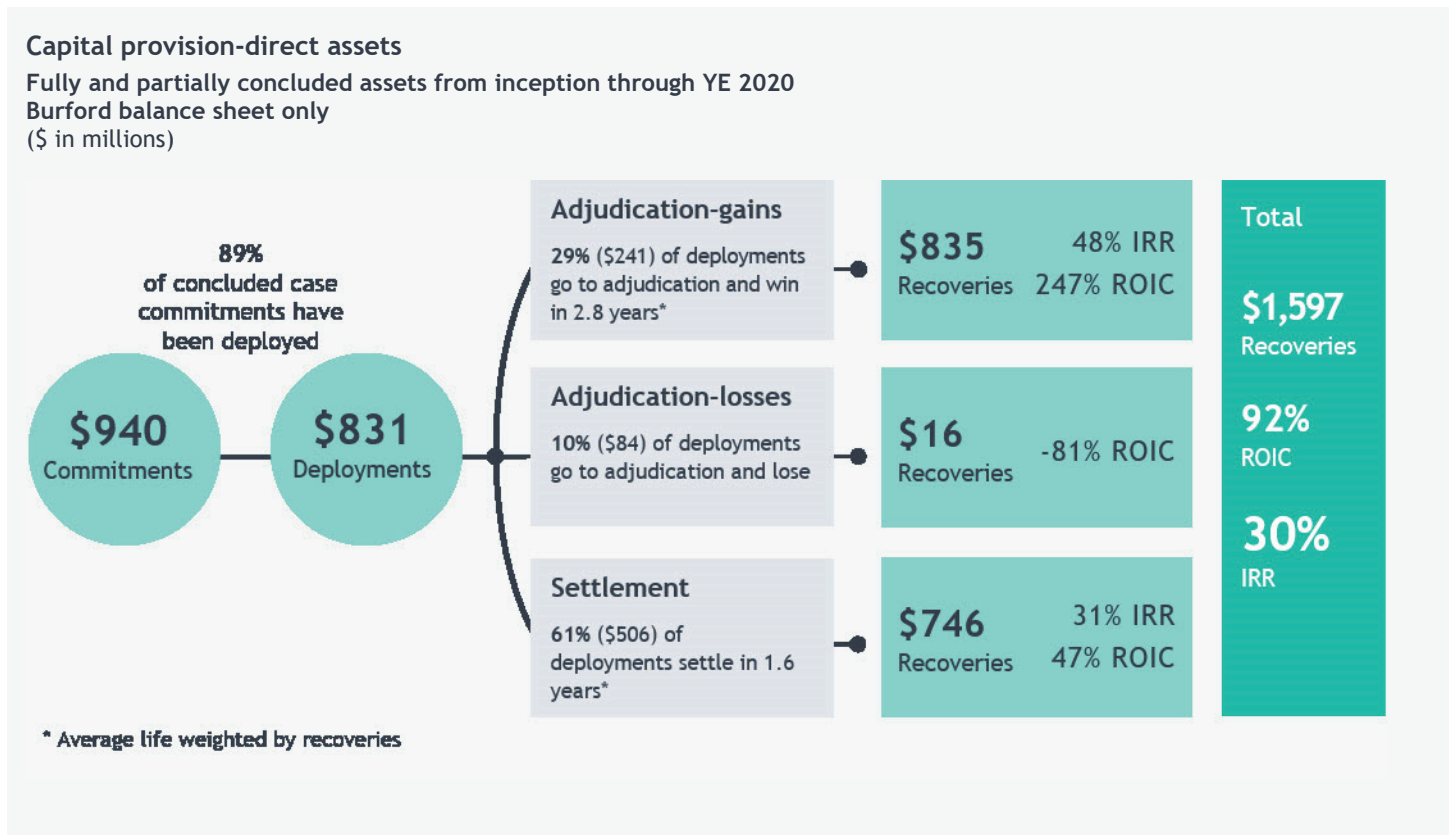 Capital provision-direct assets
Fully and partially concluded assets from inception through YE 2020
Burford balance sheet only
($ in millions)
89%
of concluded case
commitments have
been deployed
$940
Commitments
$831
Deployments
Adjudication-gains
29% ($241) of deployments
go to adjudication and win
in 2.8 years*
$835
Recoveries
48% IRR
247% ROIC
Adjudication-losses
10% ($84) of deployments
go to adjudication and lose
$16
Recoveries
-81% ROIC
Settlement
61% ($506) of
deployments settle in 1.6
years*
$746
Recoveries
31% IRR
47% ROIC
Total
$1,597
Recoveries
92%
ROIC
30%
IRR
* Average life weighted by recoveries